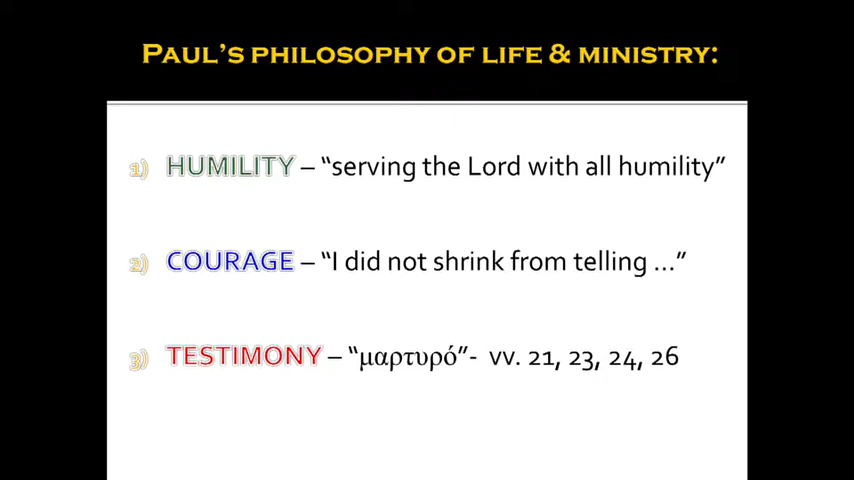 PAUL'S PHILOSOPHY OF LIFE & MINISTRY:
1) HUMILITY – “serving the Lord with all humility”
2) COURAGE – “I did not shrink from telling ...”
3) TESTIMONY – “μαρτυρό”- vv. 21, 23, 24, 26